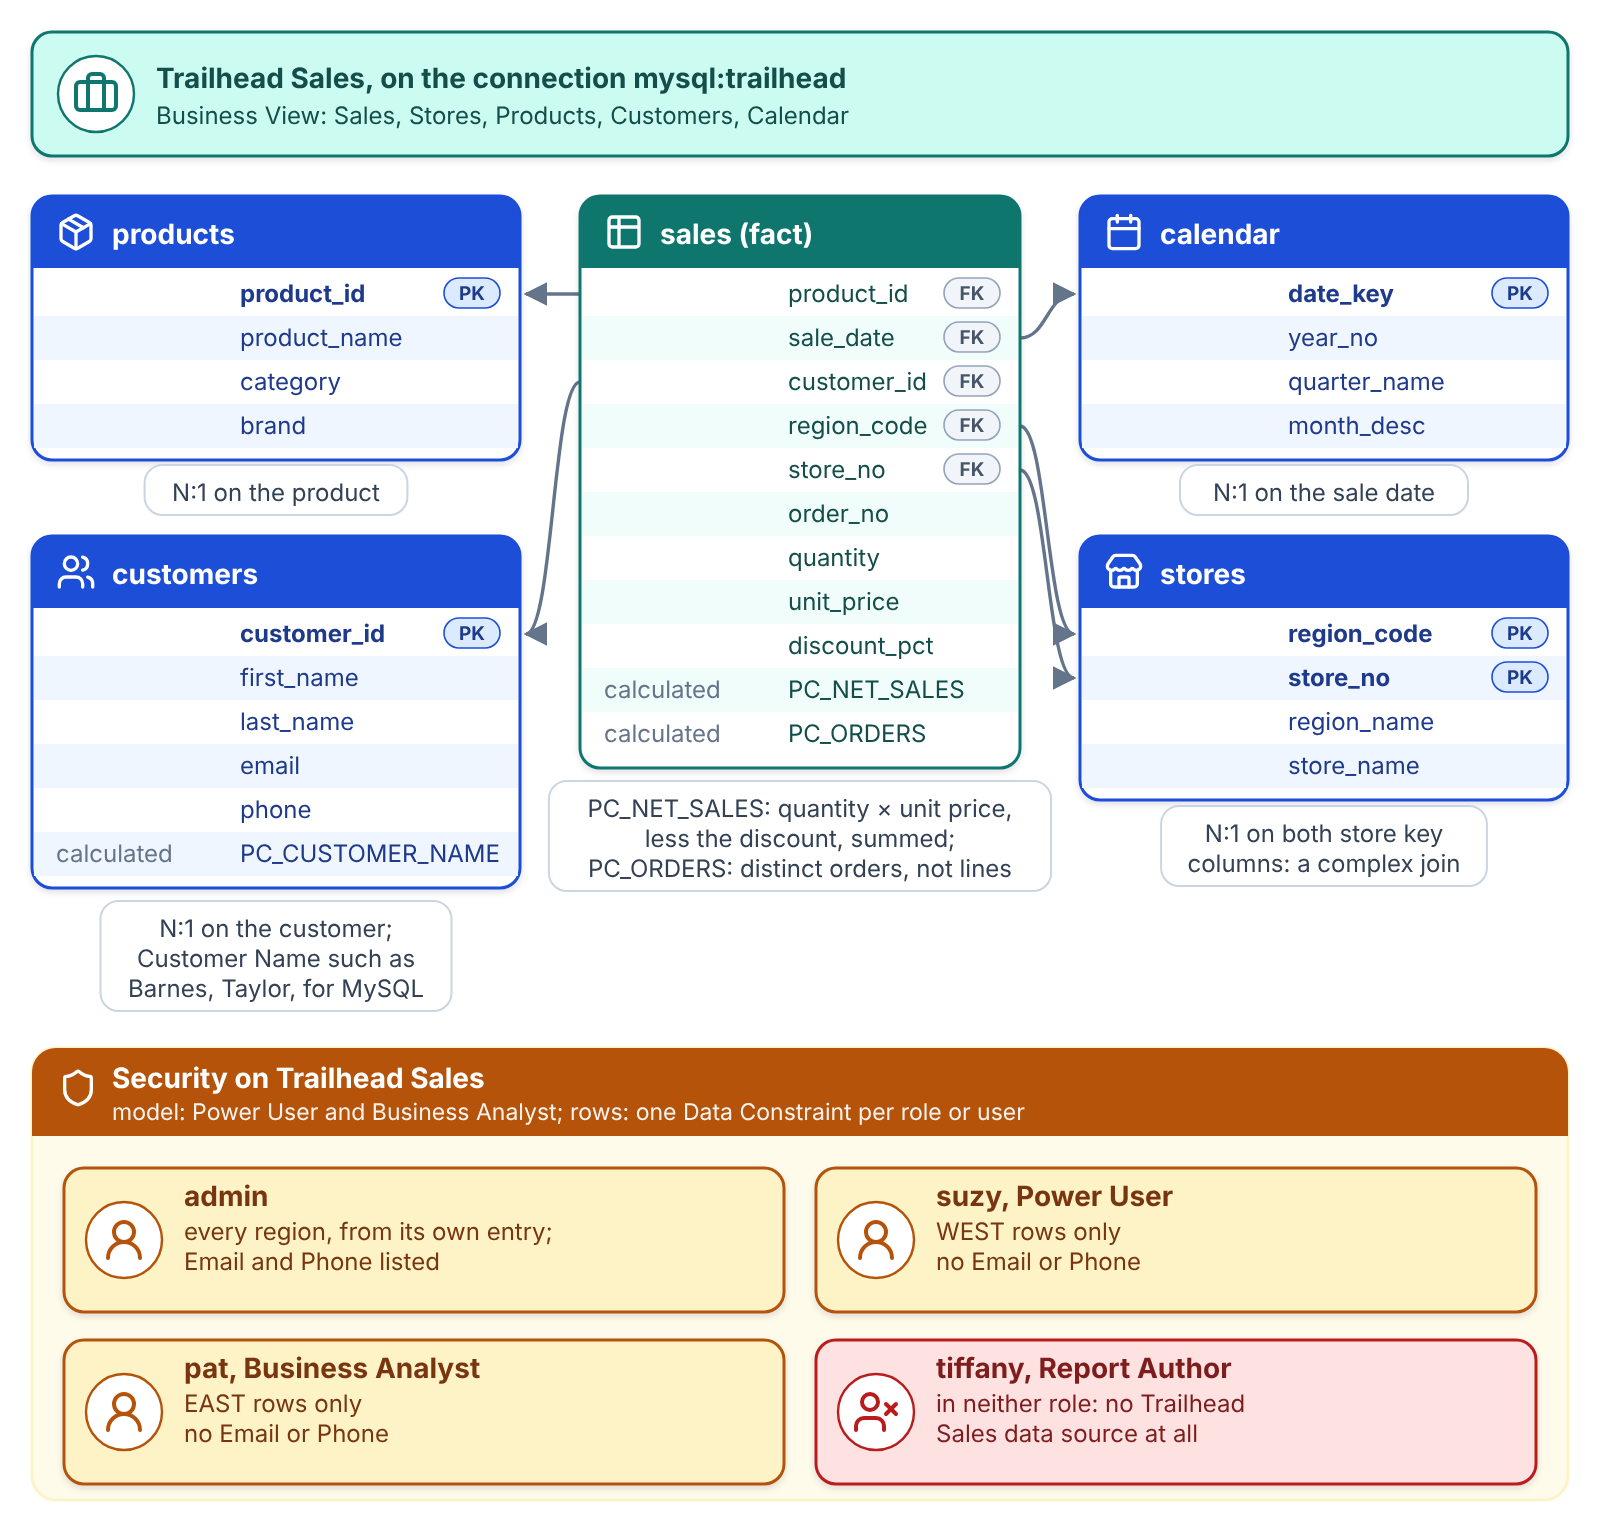 Trailhead Sales, on the connection mysql:trailhead
Business View: Sales, Stores, Products, Customers, Calendar
products
product_id PK
product_name
category
brand
N:1 on the product
customers
customer_id PK
first_name
last_name
email
phone
calculated PC_CUSTOMER_NAME
N:1 on the customer;
Customer Name such as
Barnes, Taylor, for MySQL
sales (fact)
product_id FK
sale_date FK
customer_id FK
region_code FK
store_no FK
order_no
quantity
unit_price
discount_pct
calculated PC_NET_SALES
calculated PC_ORDERS
PC_NET_SALES: quantity × unit price,
less the discount, summed;
PC_ORDERS: distinct orders, not lines
calendar
date_key PK
year_no
quarter_name
month_desc
N:1 on the sale date
stores
region_code PK
store_no PK
region_name
store_name
N:1 on both store key
columns: a complex join
Security on Trailhead Sales
model: Power User and Business Analyst; rows: one Data Constraint per role or user
admin
every region, from its own entry;
Email and Phone listed
suzy, Power User
WEST rows only
no Email or Phone
pat, Business Analyst
EAST rows only
no Email or Phone
tiffany, Report Author
in neither role: no Trailhead
Sales data source at all